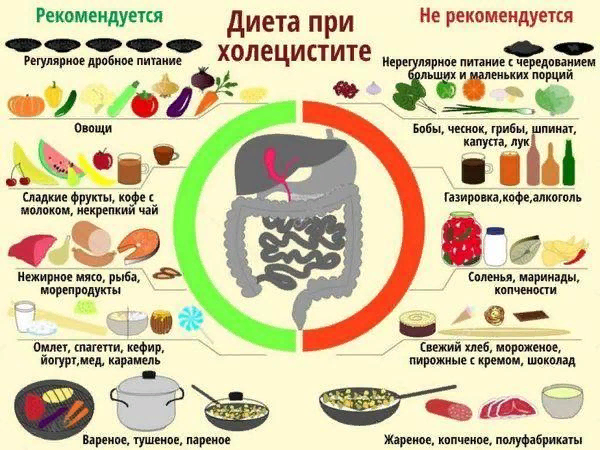 Рекомендуется
Диета при
холецистите
Не рекомендуется
Регулярное дробное питание
Нерегулярное питание с чередованием
больших и маленьких порций
Овощи
Бобы, чеснок, грибы, шпинат,
капуста, лук
Сладкие фрукты, кофе с
молоком, некрепкий чай
Газировка,кофе,алкоголь
Нежирное мясо, рыба,
морепродукты
Соленья, маринады,
копчености
Омлет, спагетти, кефир,
йогурт,мед, карамель
Свежий хлеб, мороженое,
пирожные с кремом, шоколад
Вареное, тушеное, пареное
Жареное, копченое, полуфабрикаты